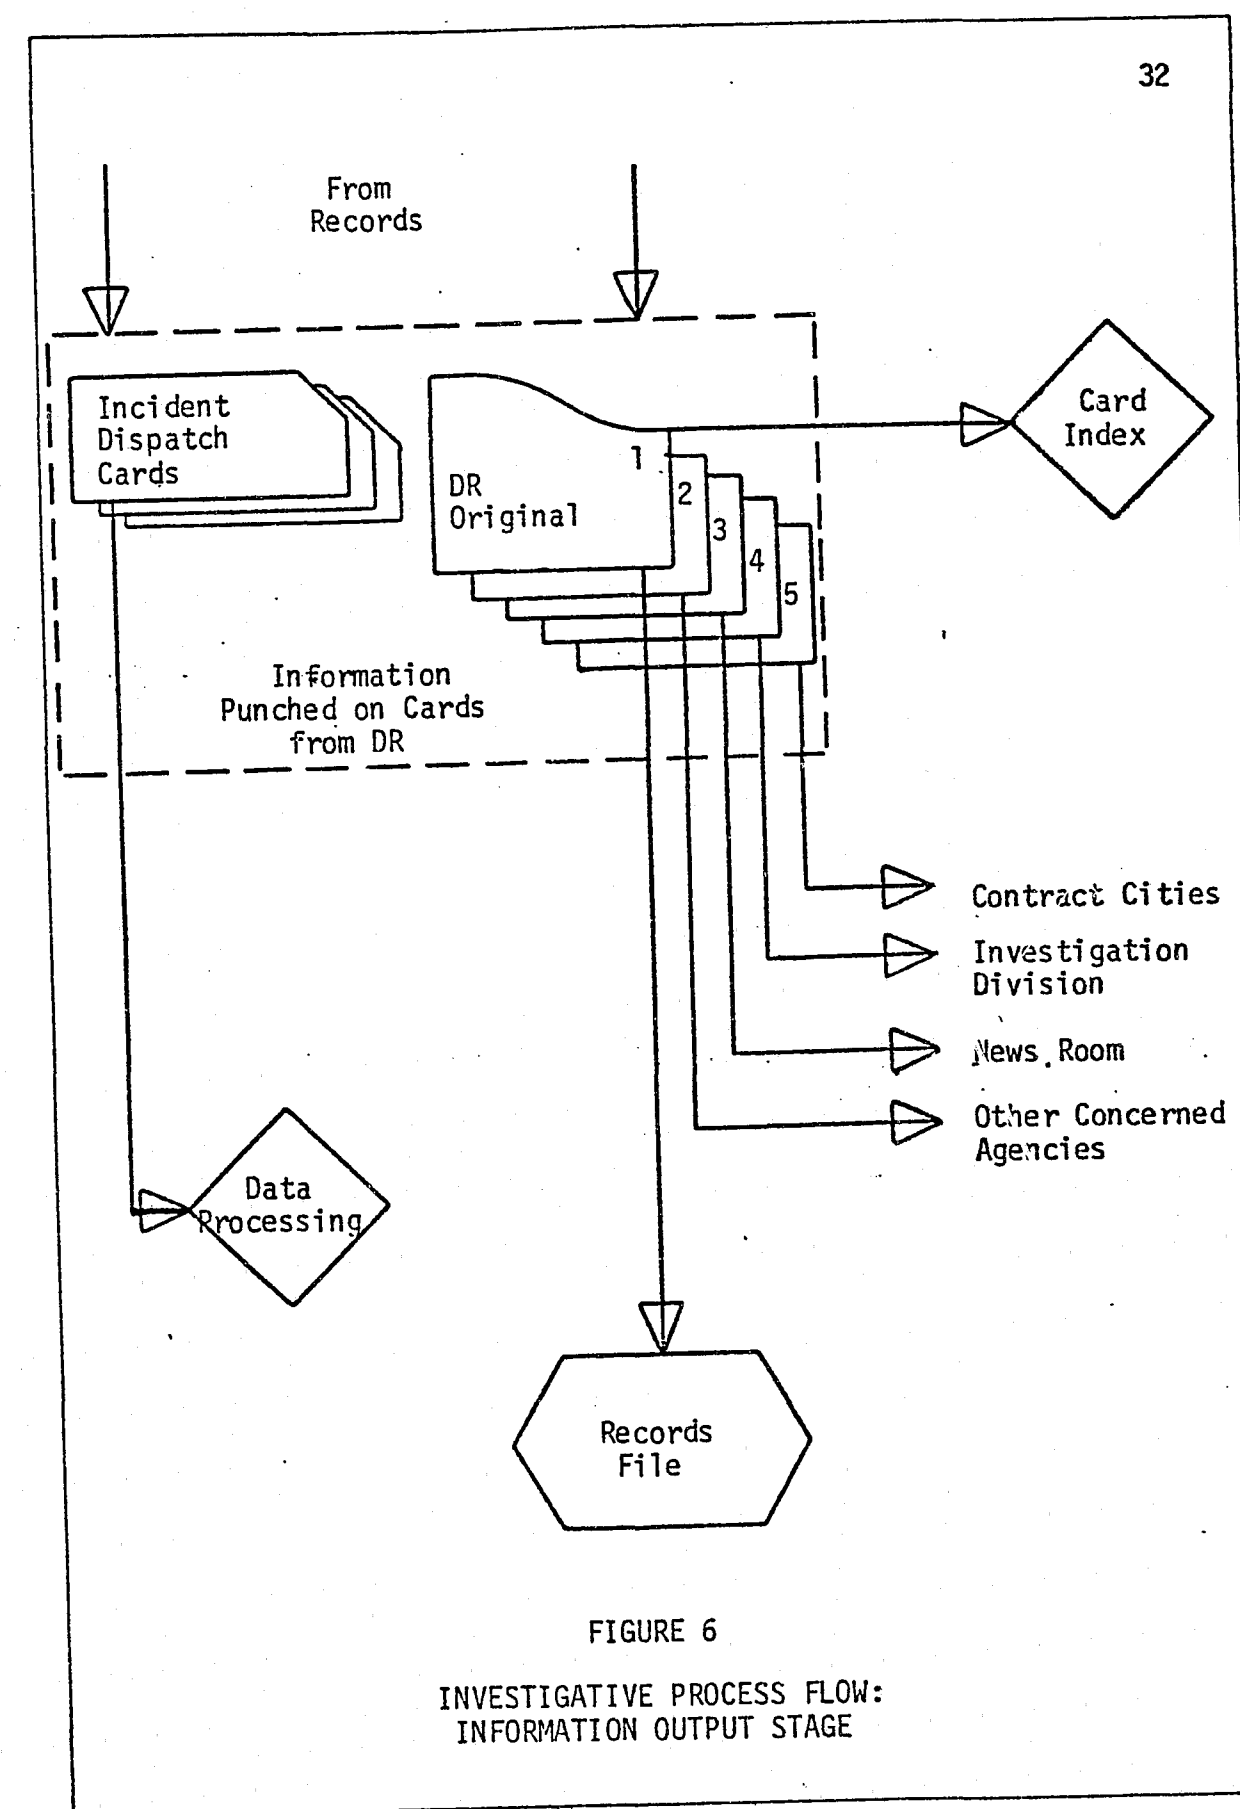 32
From
Records
Incident
Dispatch
Cards
Card
Index
1
DR
Original
2
3
4
5
Information
Punched on Cards
from DR
Contract Cities
Investigation
Division
News Room
Other Concerned
Agencies
Data
Processing
Records
File
FIGURE 6
INVESTIGATIVE PROCESS FLOW:
INFORMATION OUTPUT STAGE